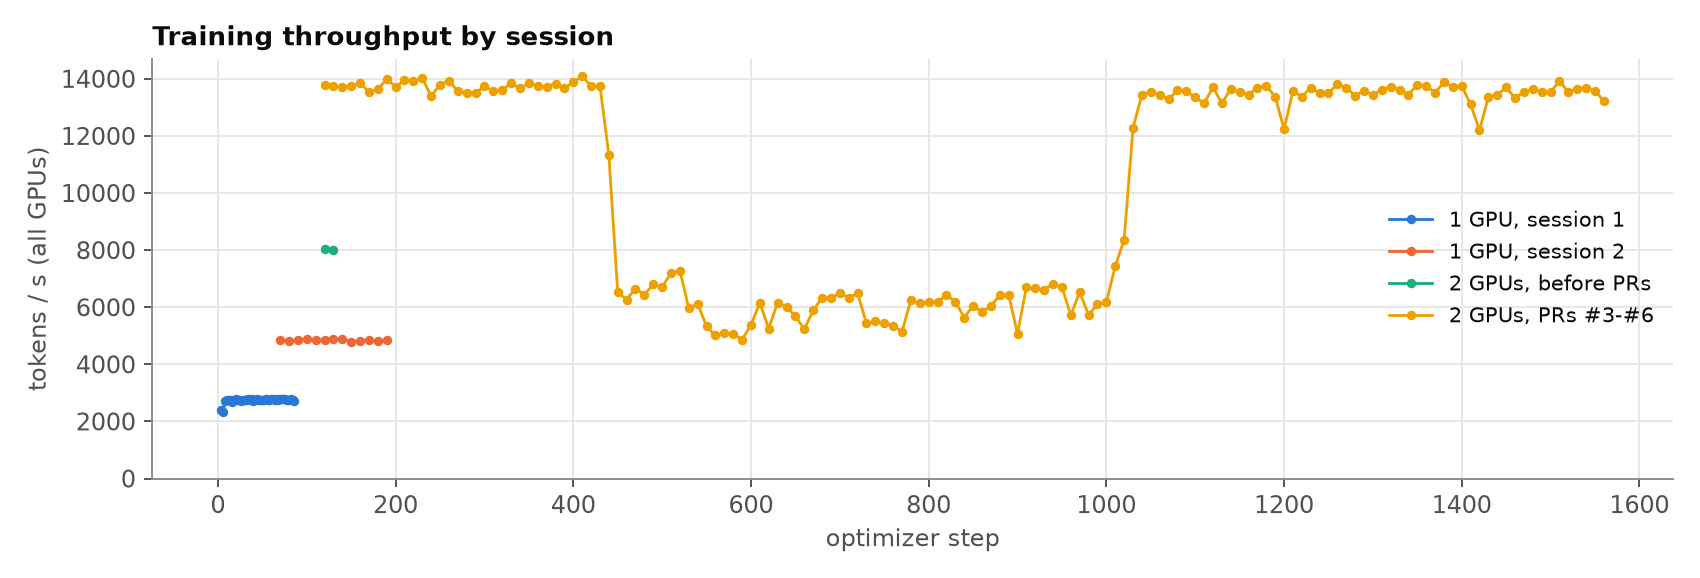 Training throughput by session
14000
12000
10000
8000
6000
4000
2000
0
tokens / s (all GPUs)
1 GPU, session 1
1 GPU, session 2
2 GPUs, before PRs
2 GPUs, PRs #3-#6
0 200 400 600 800 1000 1200 1400 1600
optimizer step